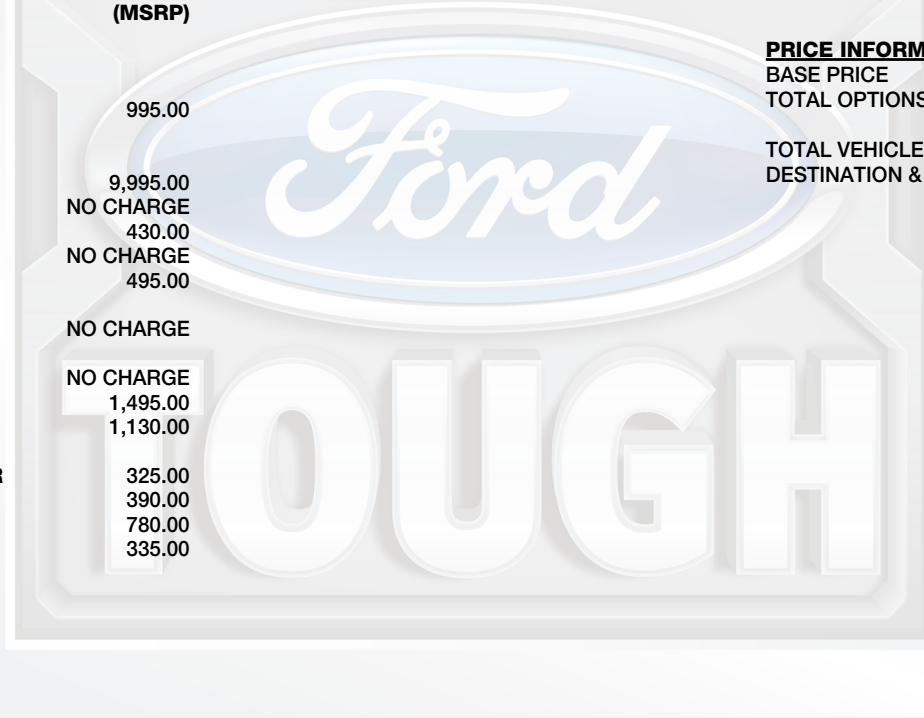 (MSRP)
995.00
9,995.00
NO CHARGE
430.00
NO CHARGE
495.00
NO CHARGE
NO CHARGE
1,495.00
1,130.00
325.00
390.00
780.00
335.00
PRICE INFORM
BASE PRICE
TOTAL OPTIONS
TOTAL VEHICLE
DESTINATION &
Ford
TOUGH